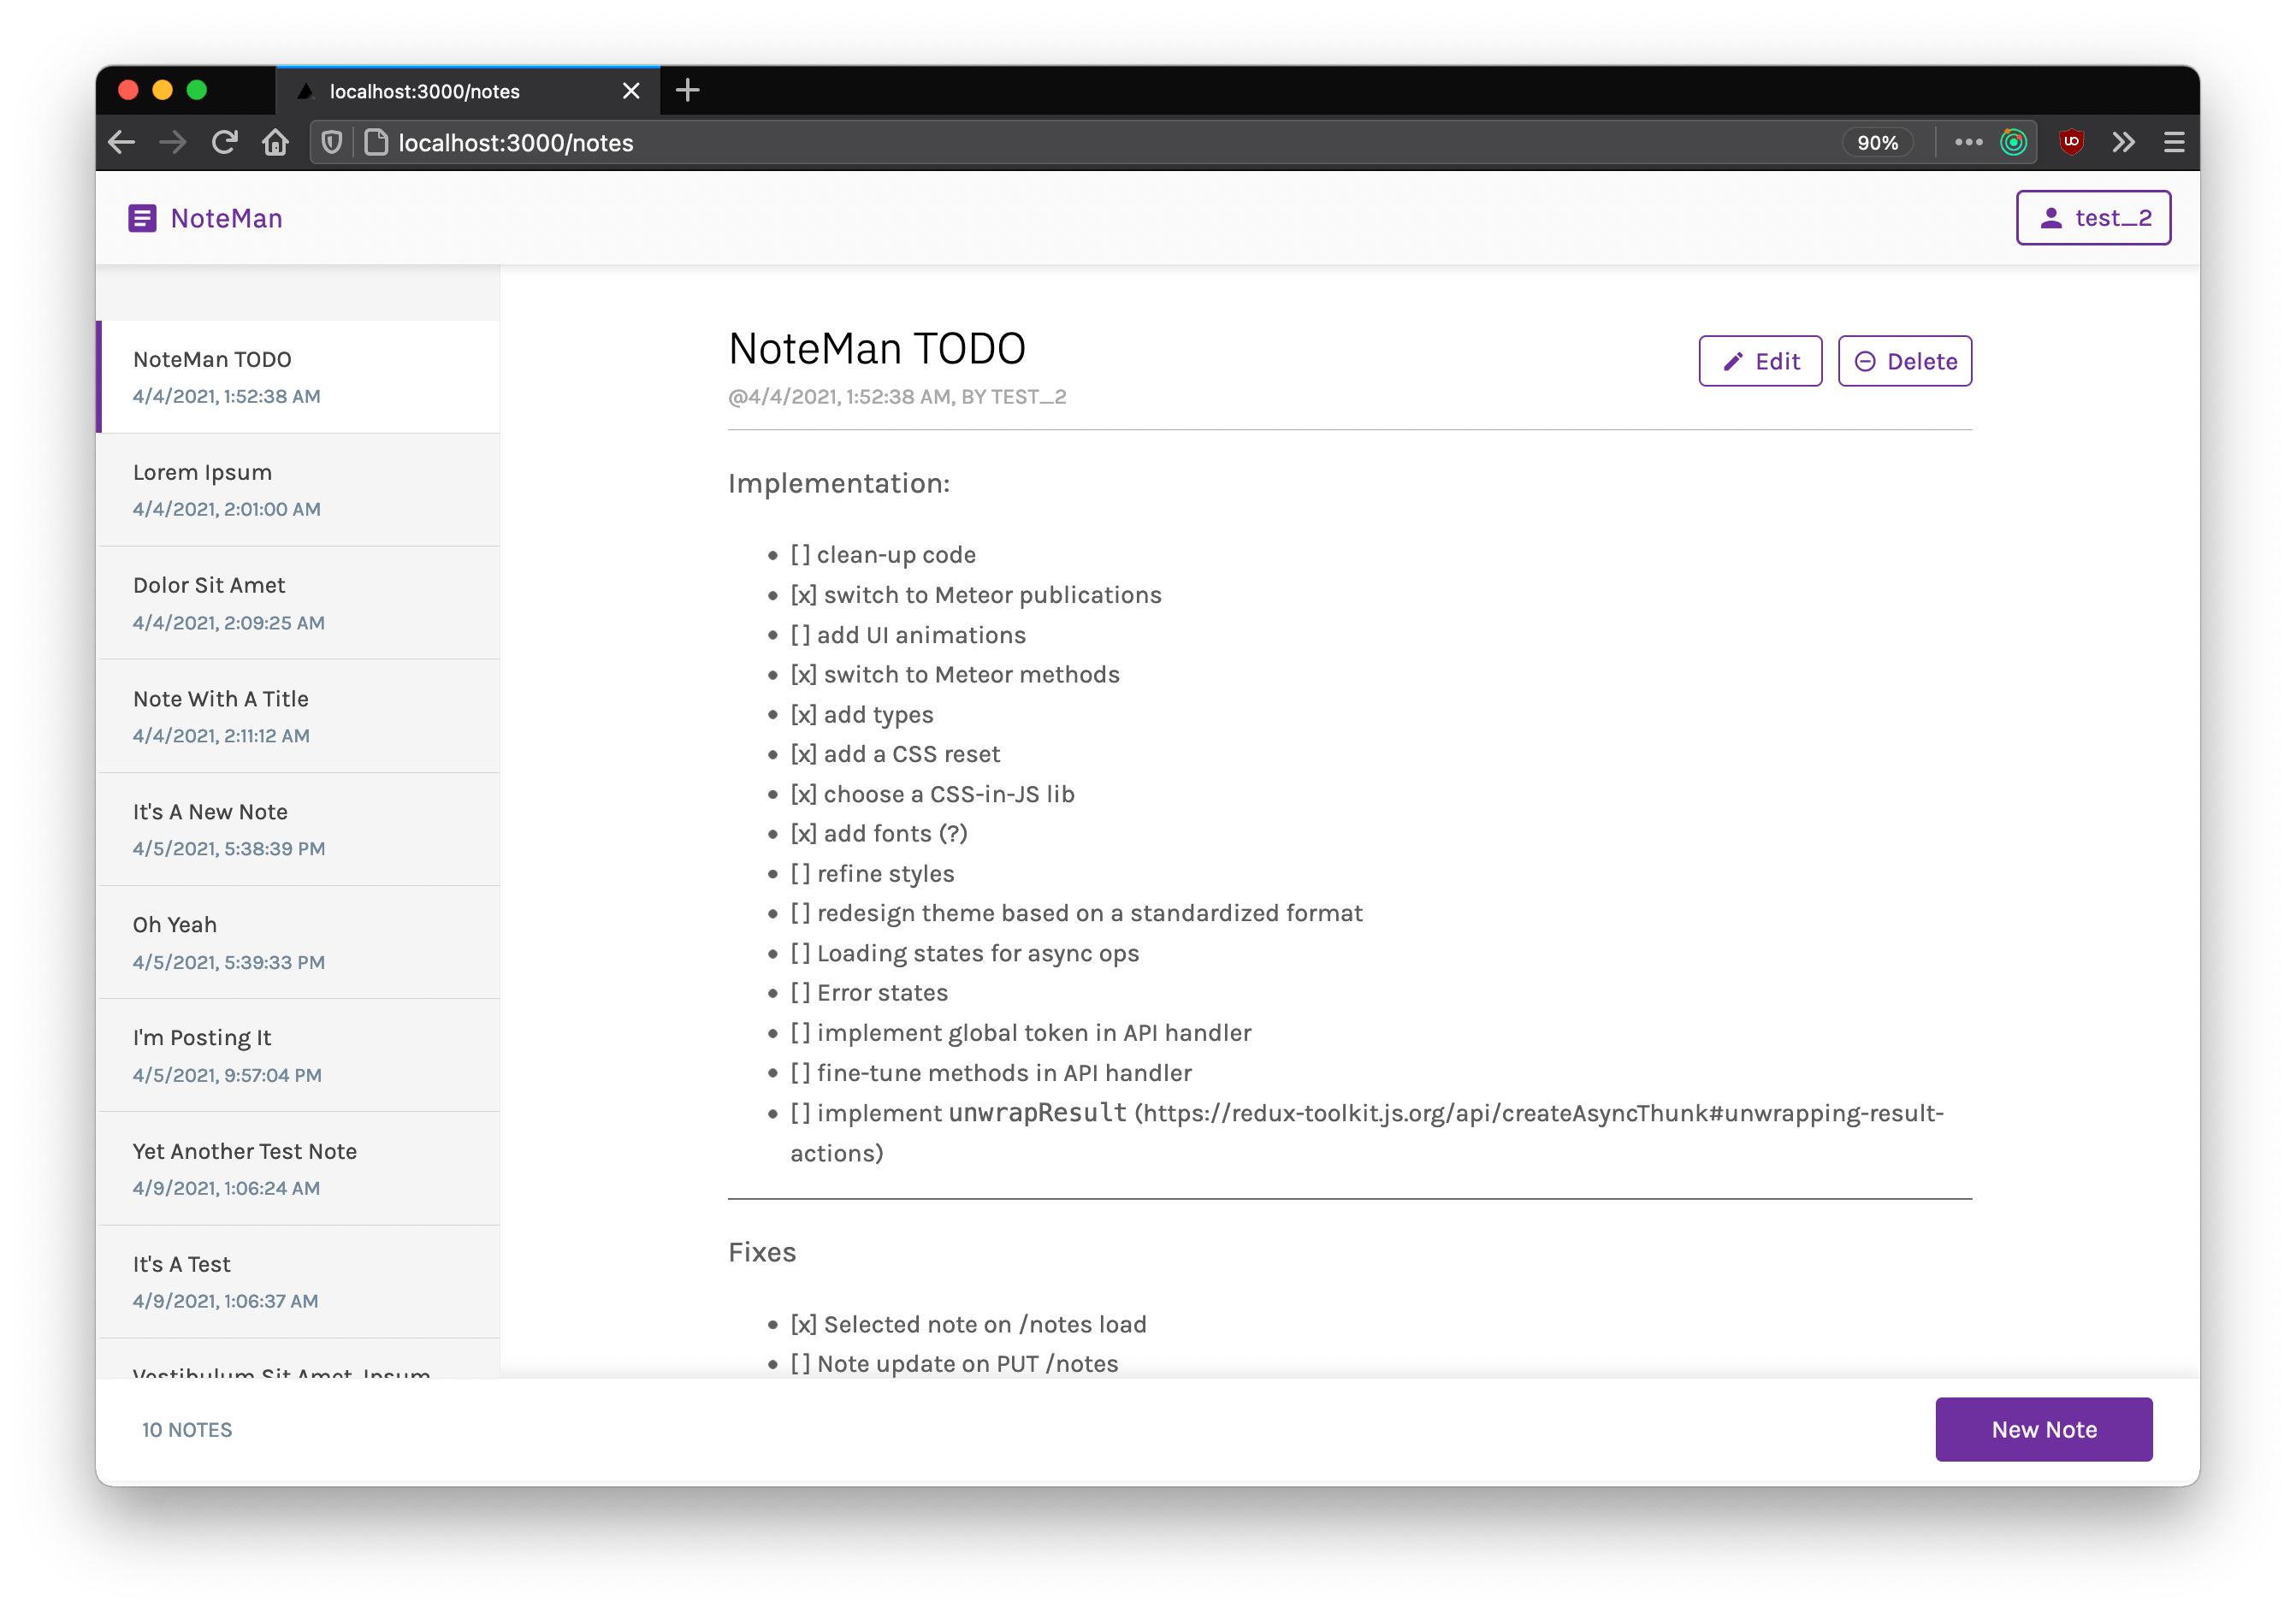 localhost:3000/notes
localhost:3000/notes
90%
NoteMan
test_2
NoteMan TODO
4/4/2021, 1:52:38 AM
Lorem Ipsum
4/4/2021, 2:01:00 AM
Dolor Sit Amet
4/4/2021, 2:09:25 AM
Note With A Title
4/4/2021, 2:11:12 AM
It's A New Note
4/5/2021, 5:38:39 PM
Oh Yeah
4/5/2021, 5:39:33 PM
I'm Posting It
4/5/2021, 9:57:04 PM
Yet Another Test Note
4/9/2021, 1:06:24 AM
It's A Test
4/9/2021, 1:06:37 AM
Vestibulum Sit Amet, Ipsum
NoteMan TODO
Edit
Delete
@4/4/2021, 1:52:38 AM, BY TEST_2
Implementation:
• [ ] clean-up code
• [x] switch to Meteor publications
• [ ] add UI animations
• [x] switch to Meteor methods
• [x] add types
• [x] add a CSS reset
• [x] choose a CSS-in-JS lib
• [x] add fonts (?)
• [ ] refine styles
• [ ] redesign theme based on a standardized format
• [ ] Loading states for async ops
• [ ] Error states
• [ ] implement global token in API handler
• [ ] fine-tune methods in API handler
• [ ] implement unwrapResult (https://redux-toolkit.js.org/api/createAsyncThunk#unwrapping-result-
actions)
Fixes
• [x] Selected note on /notes load
• [ ] Note update on PUT /notes
10 NOTES
New Note